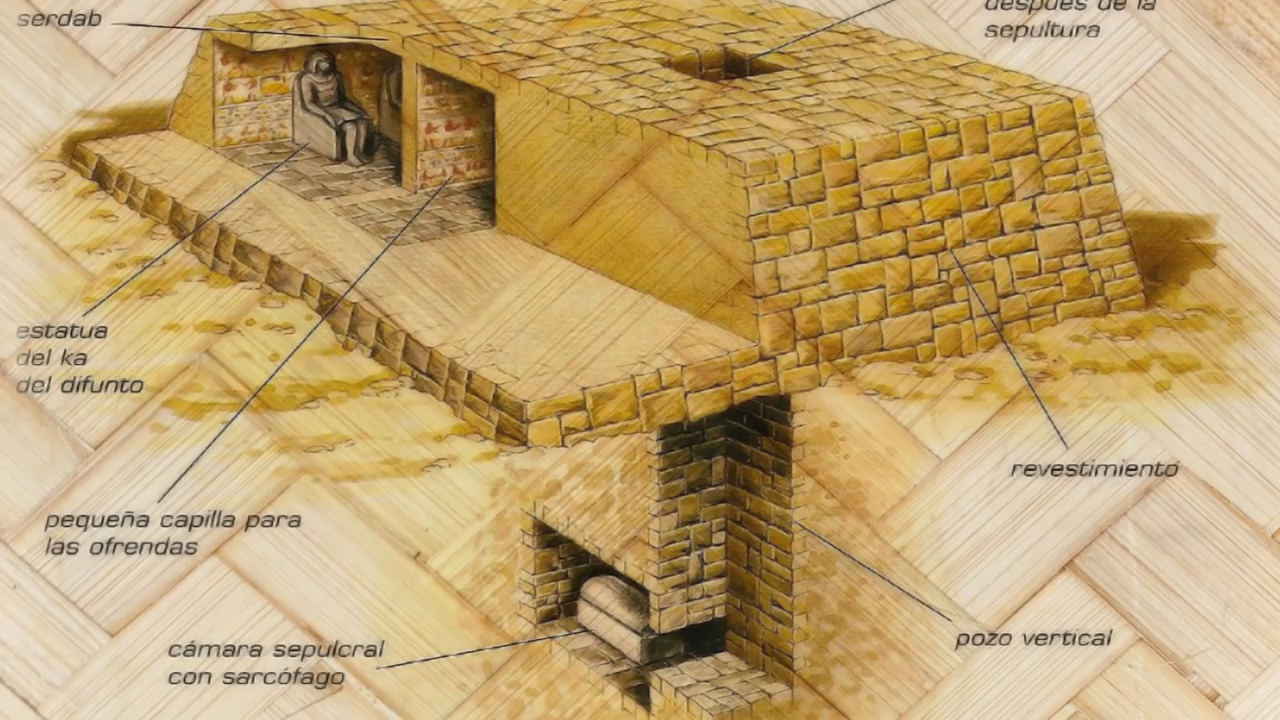 serdab
después de la
sepultura
estatua
del ka
del difunto
revestimiento
pequeña capilla para
las ofrendas
pozo vertical
cámara sepulcral
con sarcófago